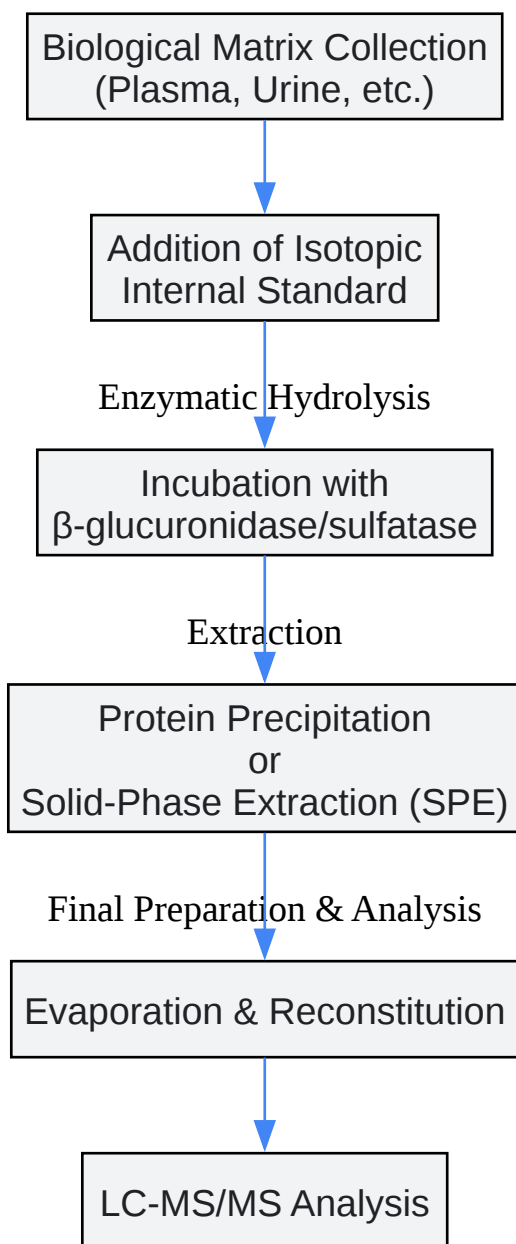 Biological Matrix Collection
(Plasma, Urine, etc.)
Addition of Isotopic
Internal Standard
Enzymatic Hydrolysis
Incubation with
β-glucuronidase/sulfatase
Extraction
Protein Precipitation
or
Solid-Phase Extraction (SPE)
Final Preparation & Analysis
Evaporation & Reconstitution
LC-MS/MS Analysis